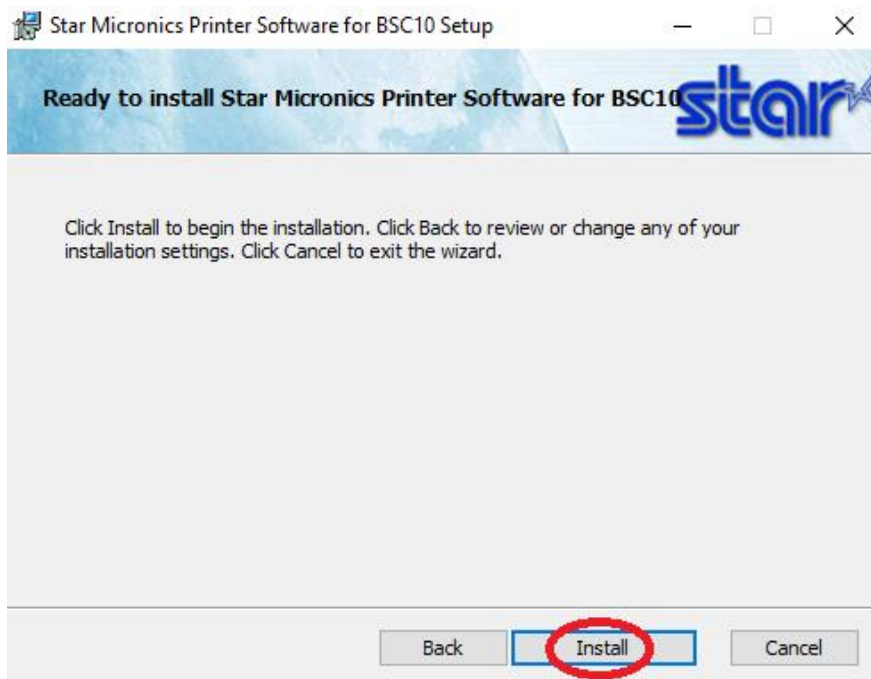 Star Micronics Printer Software for BSC10 Setup
Ready to install Star Micronics Printer Software for BSC10
star
Click Install to begin the installation. Click Back to review or change any of your
installation settings. Click Cancel to exit the wizard.
Back Install Cancel